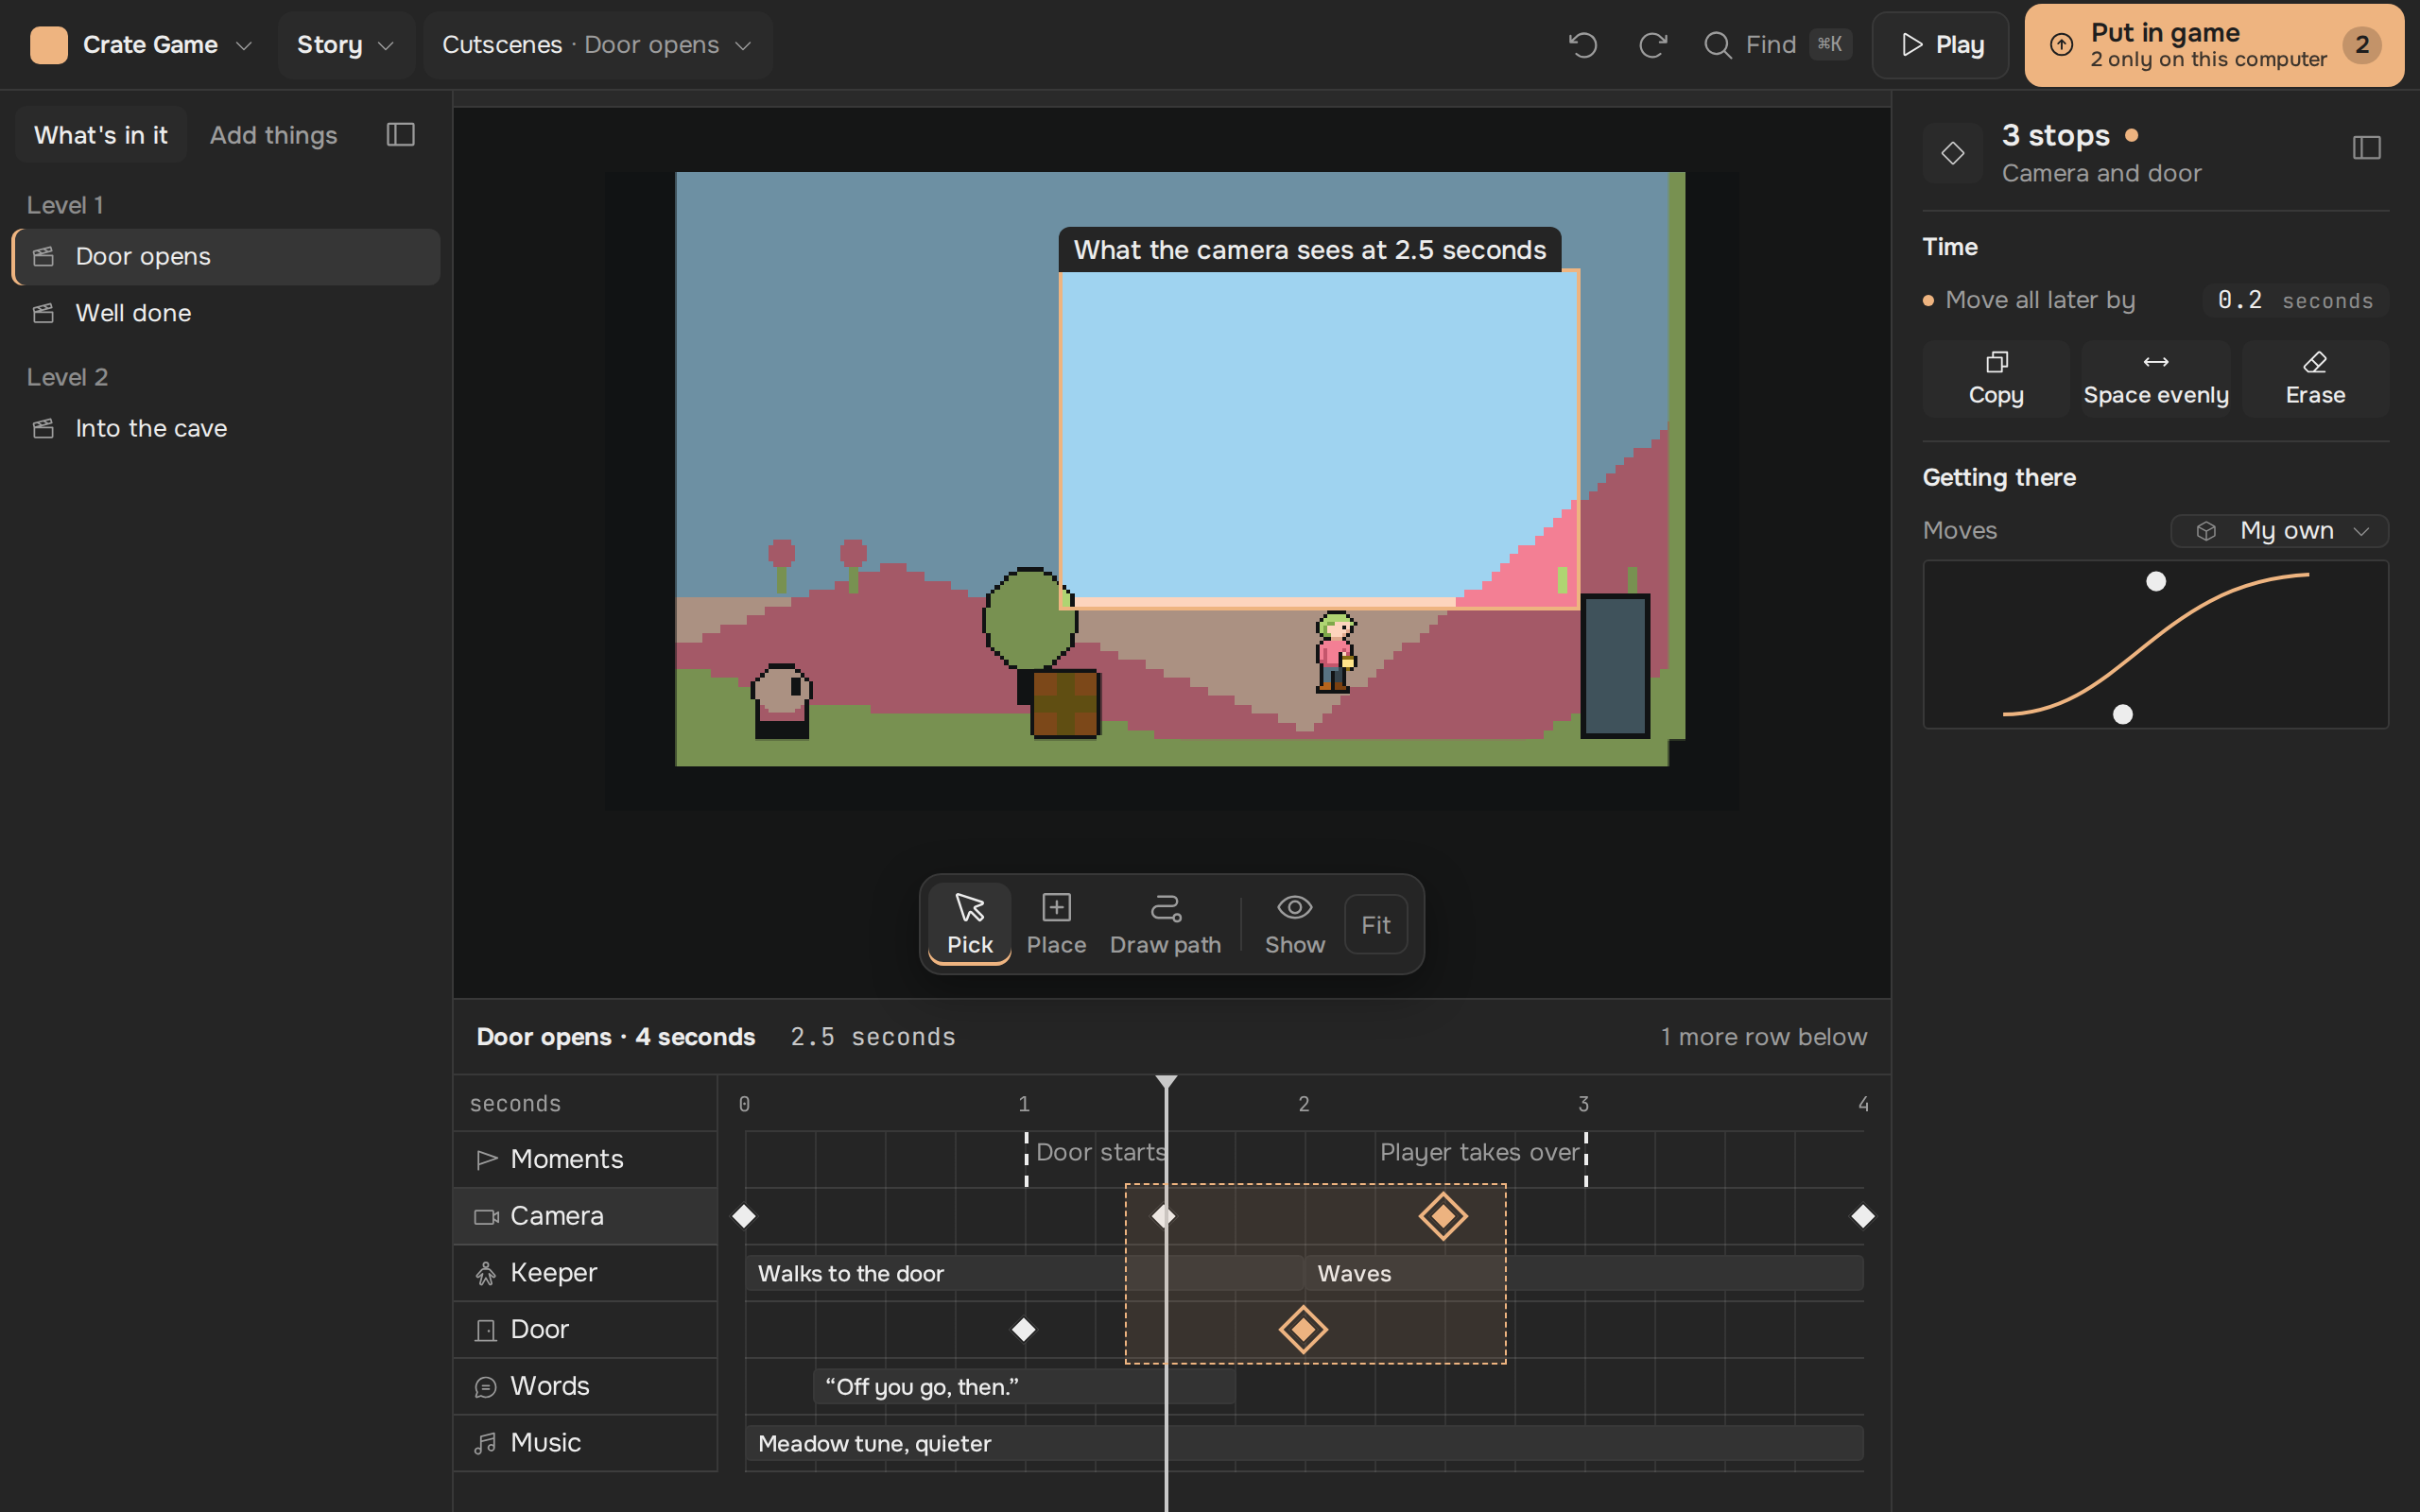 Crate Game
Story
Cutscenes · Door opens
Find ⌘K
Play
Put in game
2 only on this computer
2
What's in it
Add things
Level 1
Door opens
Well done
Level 2
Into the cave
What the camera sees at 2.5 seconds
Pick
Place
Draw path
Show
Fit
3 stops
Camera and door
Time
Move all later by
0.2 seconds
Copy
Space evenly
Erase
Getting there
Moves
My own
Door opens · 4 seconds
2.5 seconds
1 more row below
seconds
0 1 2 3 4
Moments
Door starts
Player takes over
Camera
Keeper
Walks to the door
Waves
Door
Words
“Off you go, then.”
Music
Meadow tune, quieter